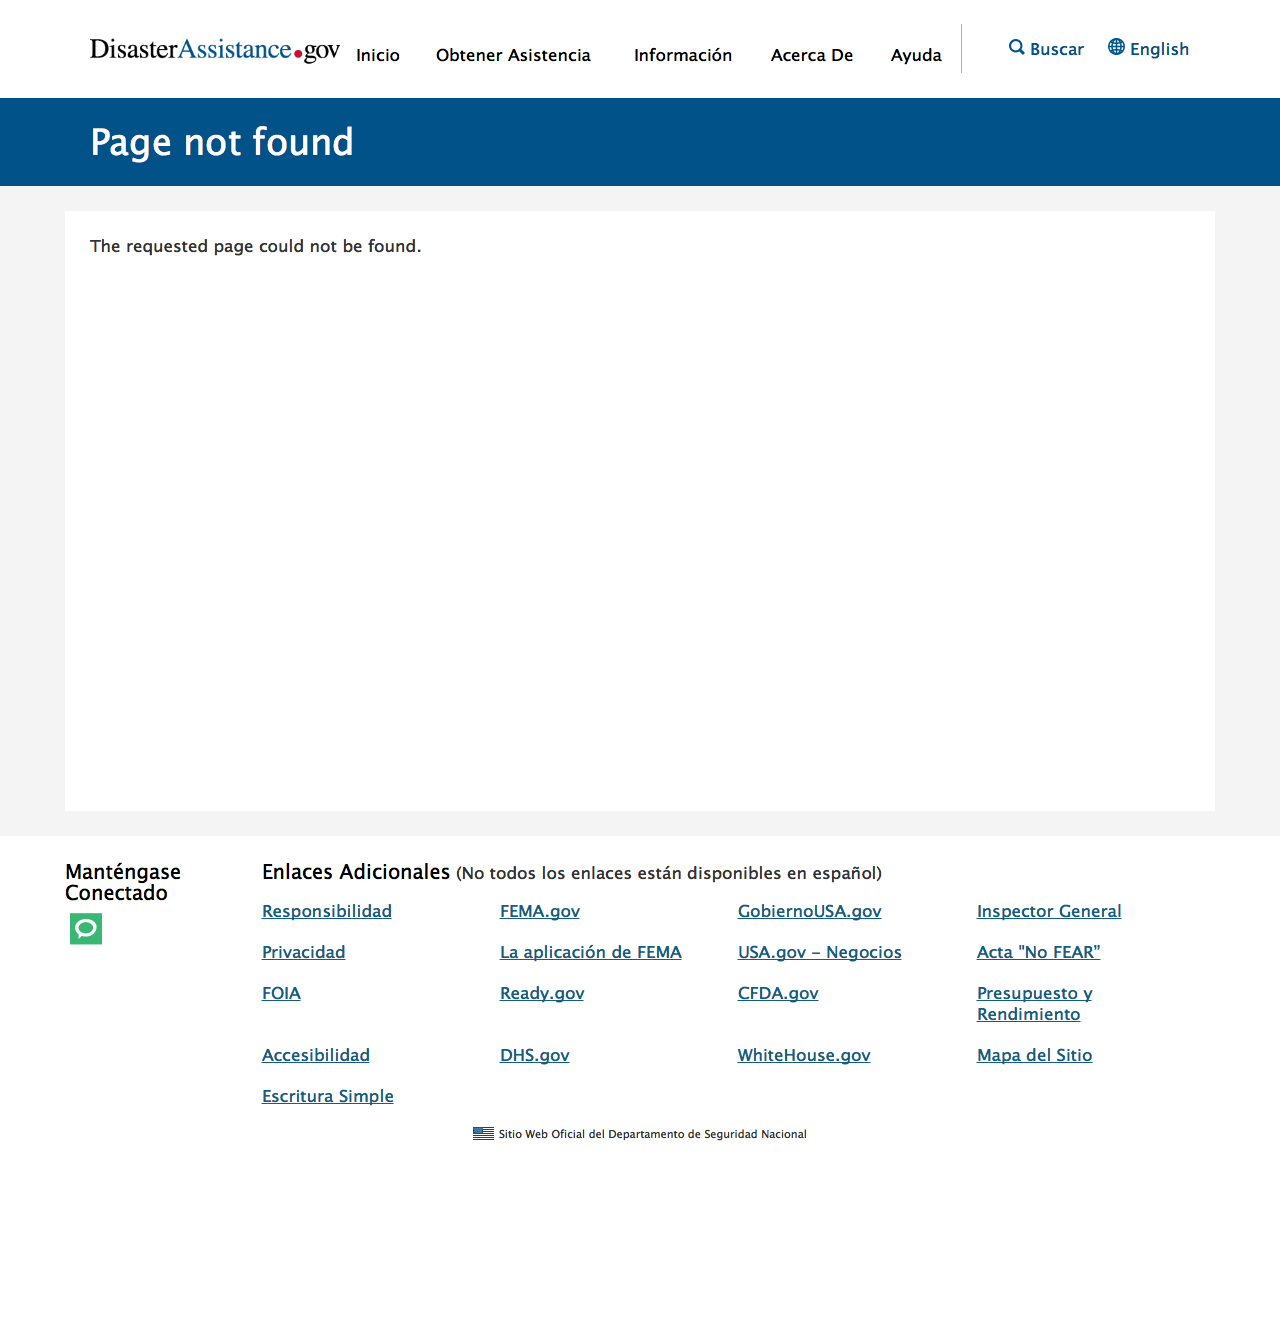 DisasterAssistance.gov Inicio Obtener Asistencia Información Acerca De Ayuda Buscar English
Page not found
The requested page could not be found.
Manténgase
Conectado
Enlaces Adicionales (No todos los enlaces están disponibles en español)
Responsibilidad FEMA.gov GobiernoUSA.gov Inspector General
Privacidad La aplicación de FEMA USA.gov – Negocios Acta "No FEAR”
FOIA Ready.gov CFDA.gov Presupuesto y
Rendimiento
Accesibilidad DHS.gov WhiteHouse.gov Mapa del Sitio
Escritura Simple
Sitio Web Oficial del Departamento de Seguridad Nacional